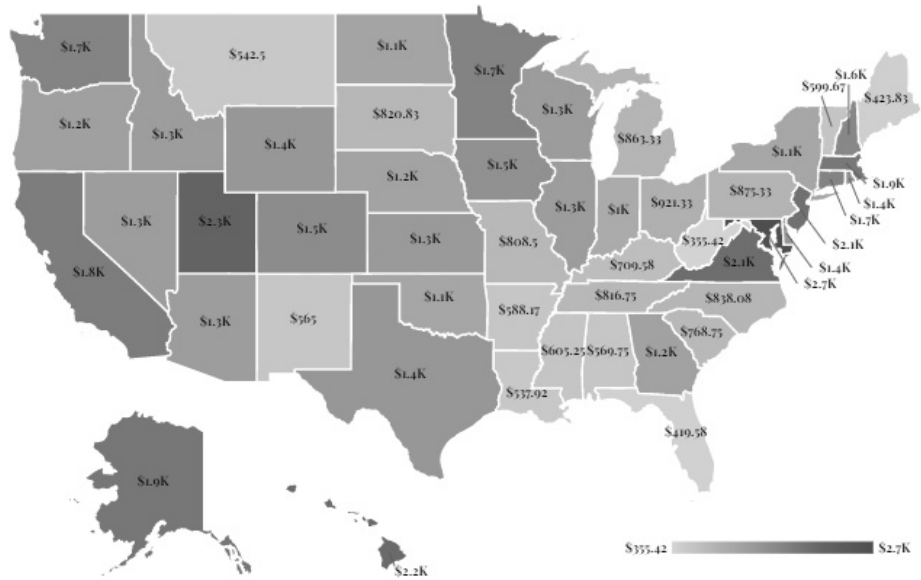 $1.7K
$542.5
$1.1K
$1.7K
$1.6K
$599.67
$423.83
$1.2K
$1.3K
$820.83
$1.3K
$863.33
$1.4K
$1.1K
$1.2K
$1.5K
$875.33
$1.9K
$1.3K
$2.3K
$1.5K
$1.3K
$808.5
$1.3K
$1K
$921.33
$355.42
$1.4K
$1.7K
$2.1K
$1.8K
$709.58
$2.1K
$1.4K
$2.7K
$1.3K
$565
$1.1K
$588.17
$816.75
$838.08
$768.75
$1.4K
$605.25
$569.75
$1.2K
$537.92
$419.58
$1.9K
$2.2K
$355.42
$2.7K